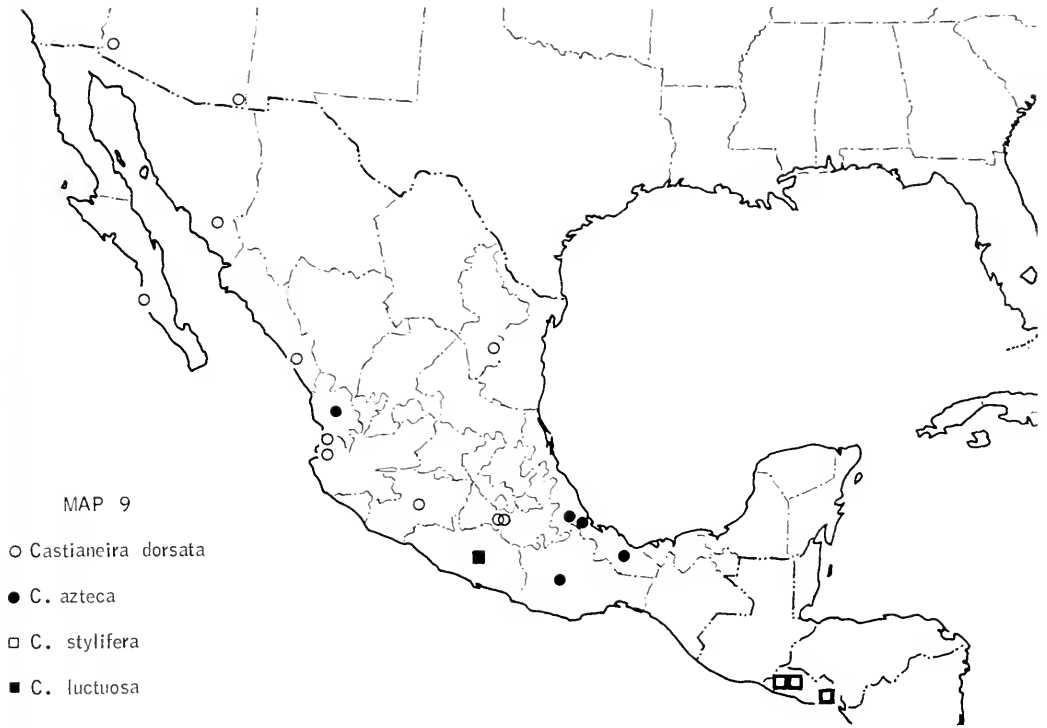 MAP 9
○ Castianeira dorsata
● C. azteca
□ C. stylifera
■ C. luctuosa